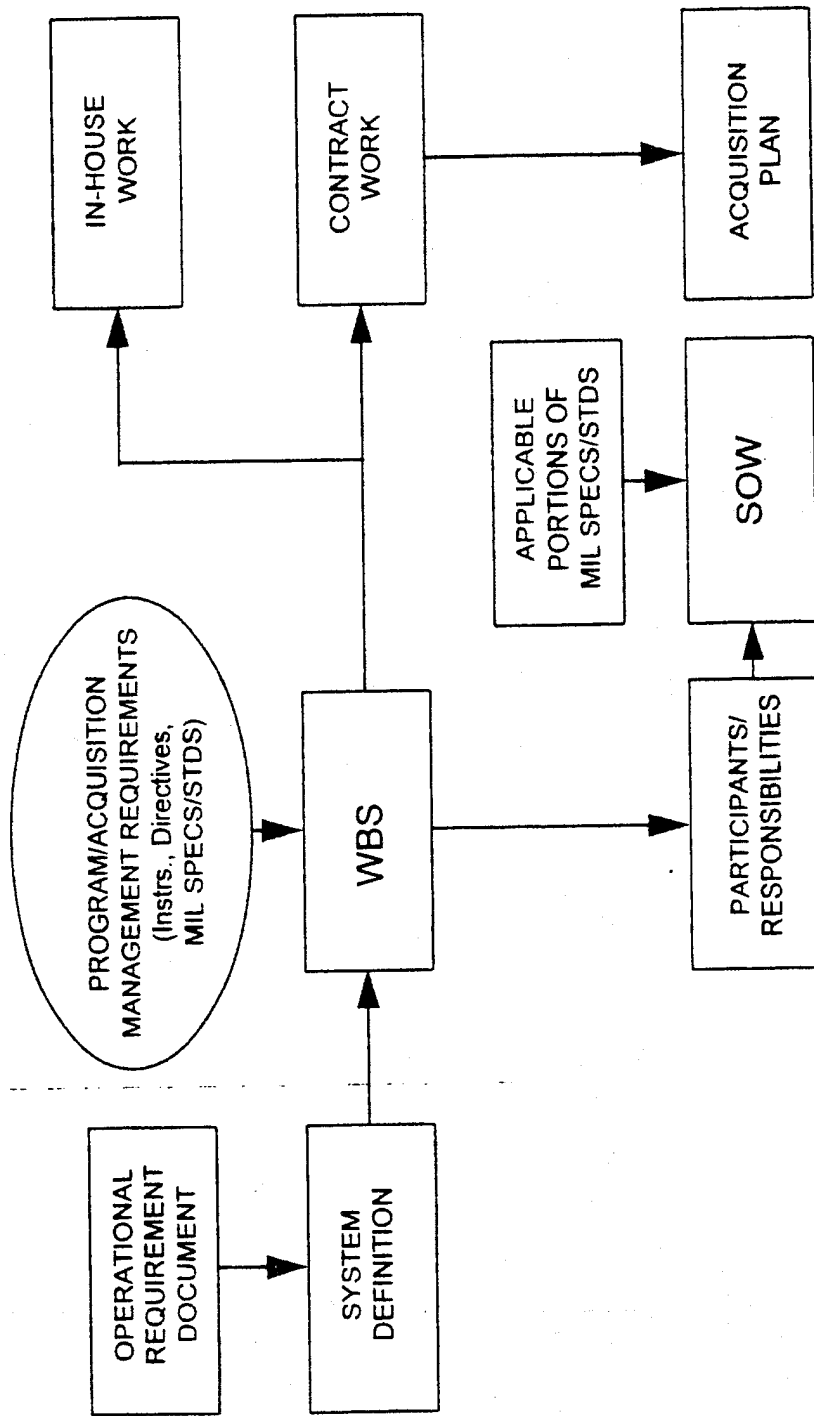 OPERATIONAL
REQUIREMENT
DOCUMENT
SYSTEM
DEFINITION
PROGRAM/ACQUISITION
MANAGEMENT REQUIREMENTS
(Instrs., Directives,
MIL SPECS/STDS)
WBS
IN-HOUSE
WORK
CONTRACT
WORK
PARTICIPANTS/
RESPONSIBILITIES
APPLICABLE
PORTIONS OF
MIL SPECS/STDS
SOW
ACQUISITION
PLAN